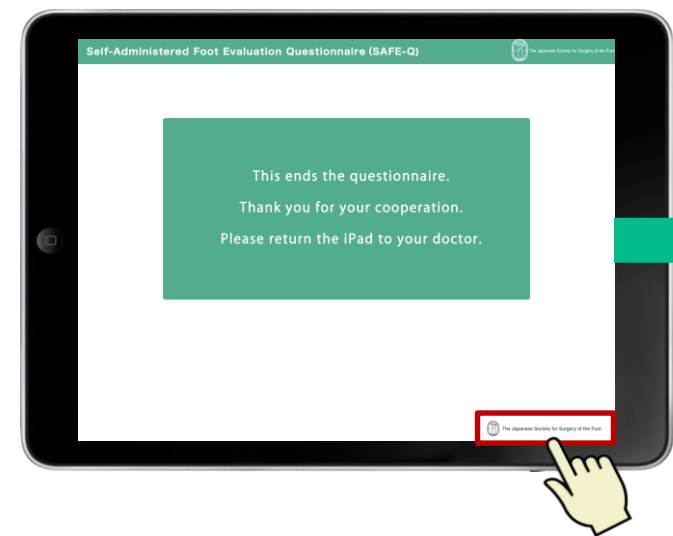 Self-Administered Foot Evaluation Questionnaire (SAFE-Q)
The Japanese Society for Surgery of the Foot
This ends the questionnaire.
Thank you for your cooperation.
Please return the iPad to your doctor.
The Japanese Society for Surgery of the Foot